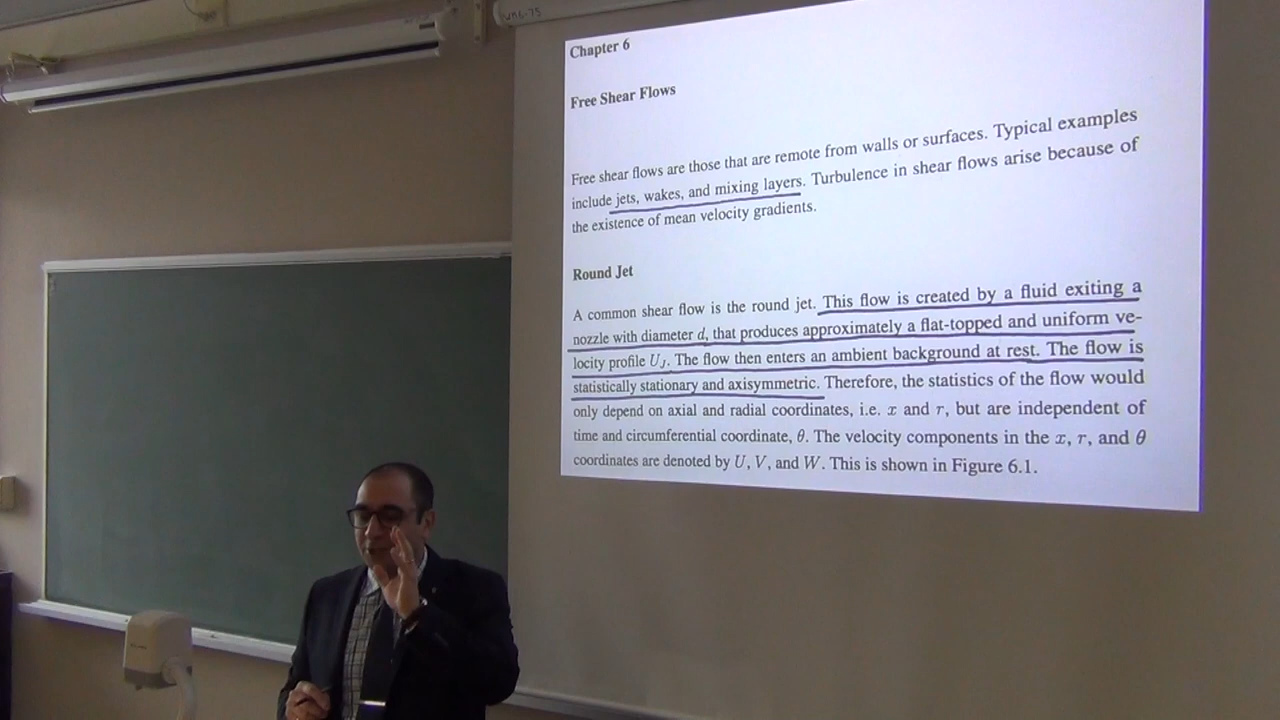 Chapter 6
Free Shear Flows
Free shear flows are those that are remote from walls or surfaces. Typical examples
include jets, wakes, and mixing layers. Turbulence in shear flows arise because of
the existence of mean velocity gradients.
Round Jet
A common shear flow is the round jet. This flow is created by a fluid exiting a
nozzle with diameter d, that produces approximately a flat-topped and uniform ve-
locity profile U_J. The flow then enters an ambient background at rest. The flow is
statistically stationary and axisymmetric. Therefore, the statistics of the flow would
only depend on axial and radial coordinates, i.e. x and r, but are independent of
time and circumferential coordinate, θ. The velocity components in the x, r, and θ
coordinates are denoted by U, V, and W. This is shown in Figure 6.1.